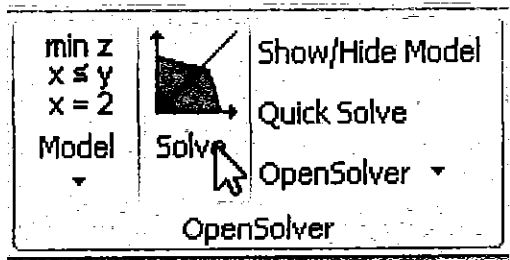 min z
x ≤ y
x = 2
Model
Solve
Show/Hide Model
Quick Solve
OpenSolver
OpenSolver